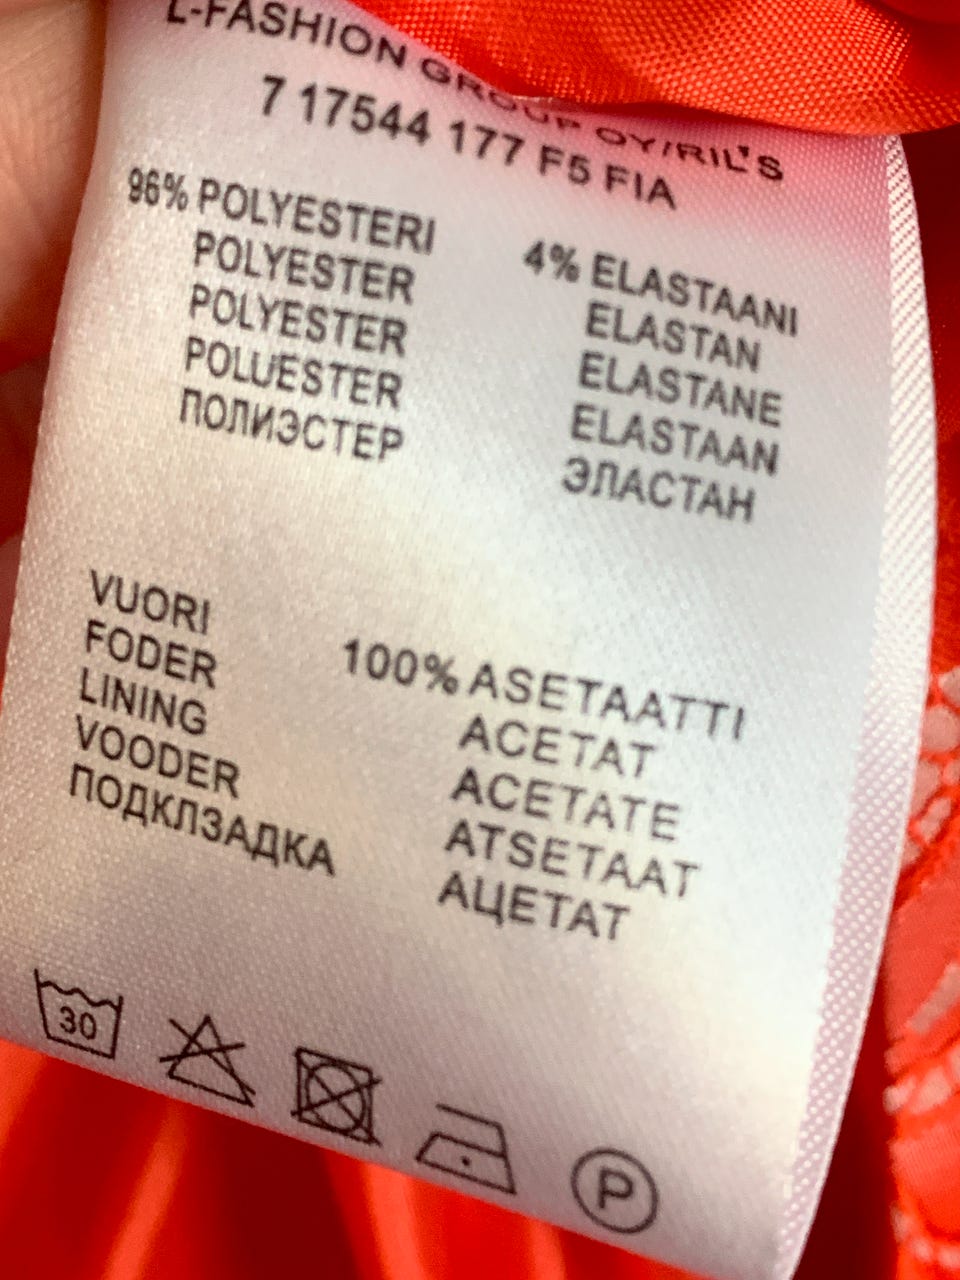 L-FASHION GROUP OY/RIL'S
7 17544 177 F5 FIA
96% POLYESTERI
POLYESTER
POLYESTER
POLUESTER
ПОЛИЭСТЕР
4% ELASTAANI
ELASTAN
ELASTANE
ELASTAAN
ЭЛАСТАН
VUORI
FODER
LINING
VOODER
ПОДКЛЗАДКА
100% ASETAATTI
ACETAT
ACETATE
ATSETAAT
АЦЕТАТ
30
P